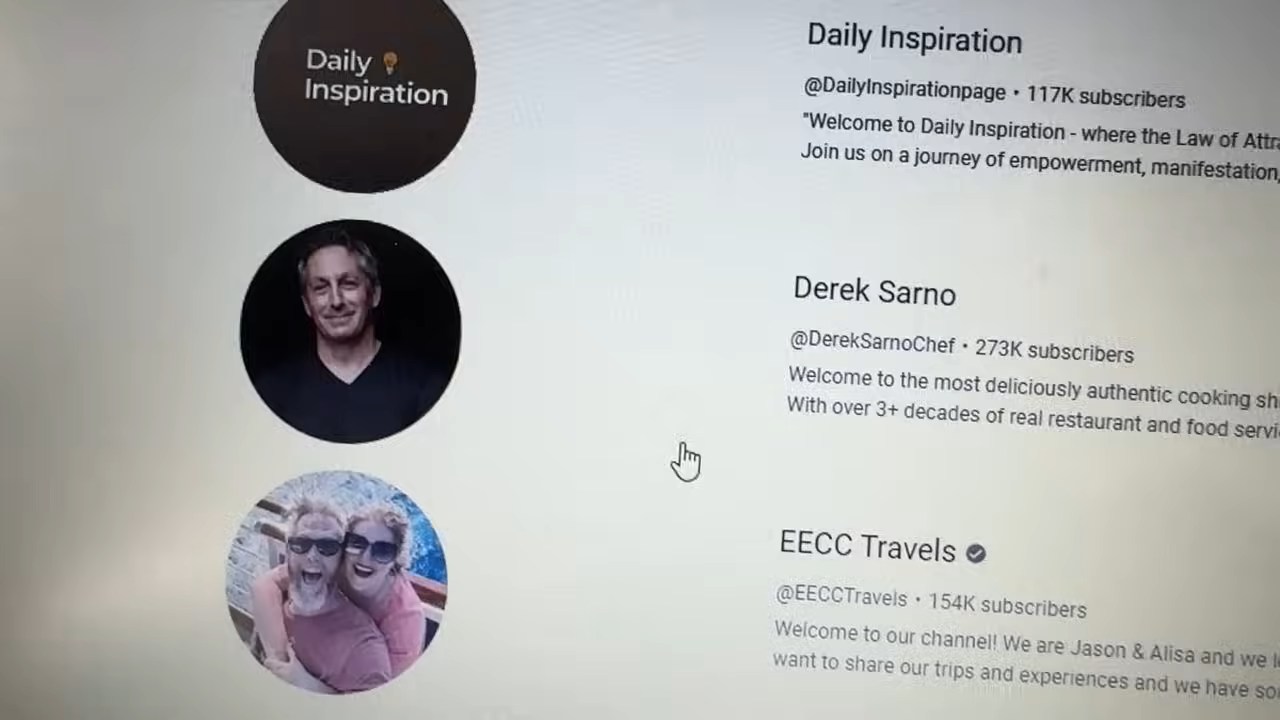 Daily
Inspiration
Daily Inspiration
@DailyInspirationpage • 117K subscribers
"Welcome to Daily Inspiration - where the Law of
Join us on a journey of empowerment, manifestation,
Derek Sarno
@DerekSarnoChef • 273K subscribers
Welcome to the most deliciously authentic cooking
With over 3+ decades of real restaurant and food
EECC Travels
@EECCTravels • 154K subscribers
Welcome to our channel! We are Jason & Alisa and we
want to share our trips and experiences and we have